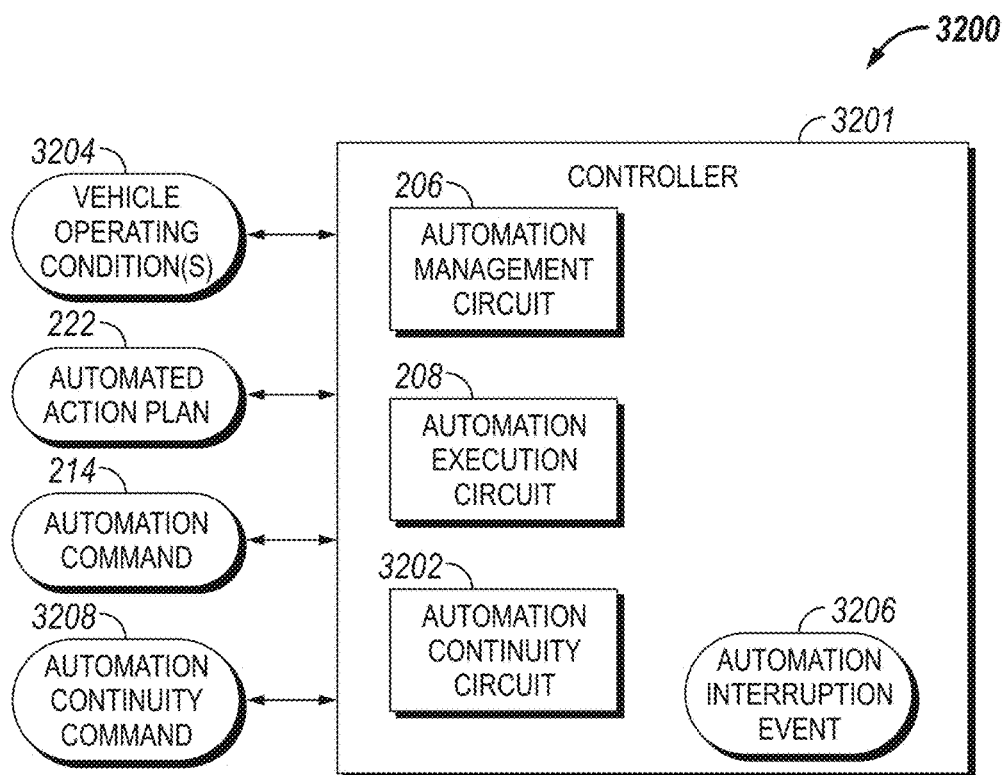 3200
3201
CONTROLLER
3204
VEHICLE
OPERATING
CONDITION(S)
206
AUTOMATION
MANAGEMENT
CIRCUIT
222
AUTOMATED
ACTION PLAN
208
AUTOMATION
EXECUTION
CIRCUIT
214
AUTOMATION
COMMAND
3202
AUTOMATION
CONTINUITY
CIRCUIT
3208
AUTOMATION
CONTINUITY
COMMAND
3206
AUTOMATION
INTERRUPTION
EVENT